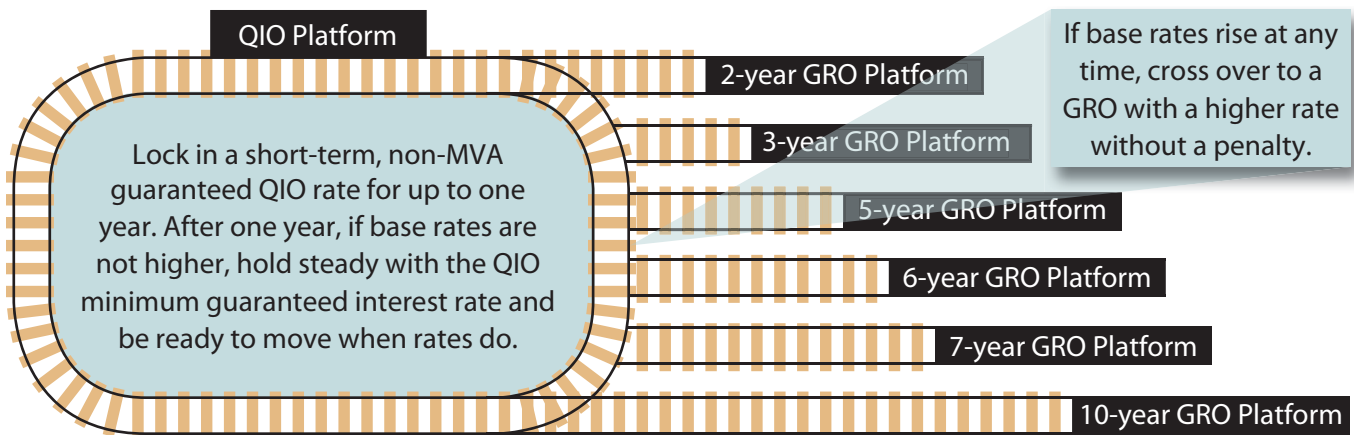 QIO Platform
Lock in a short-term, non-MVA
guaranteed QIO rate for up to one
year. After one year, if base rates are
not higher, hold steady with the QIO
minimum guaranteed interest rate and
be ready to move when rates do.
2-year GRO Platform
3-year GRO Platform
5-year GRO Platform
6-year GRO Platform
7-year GRO Platform
10-year GRO Platform
If base rates rise at any
time, cross over to a
GRO with a higher rate
without a penalty.